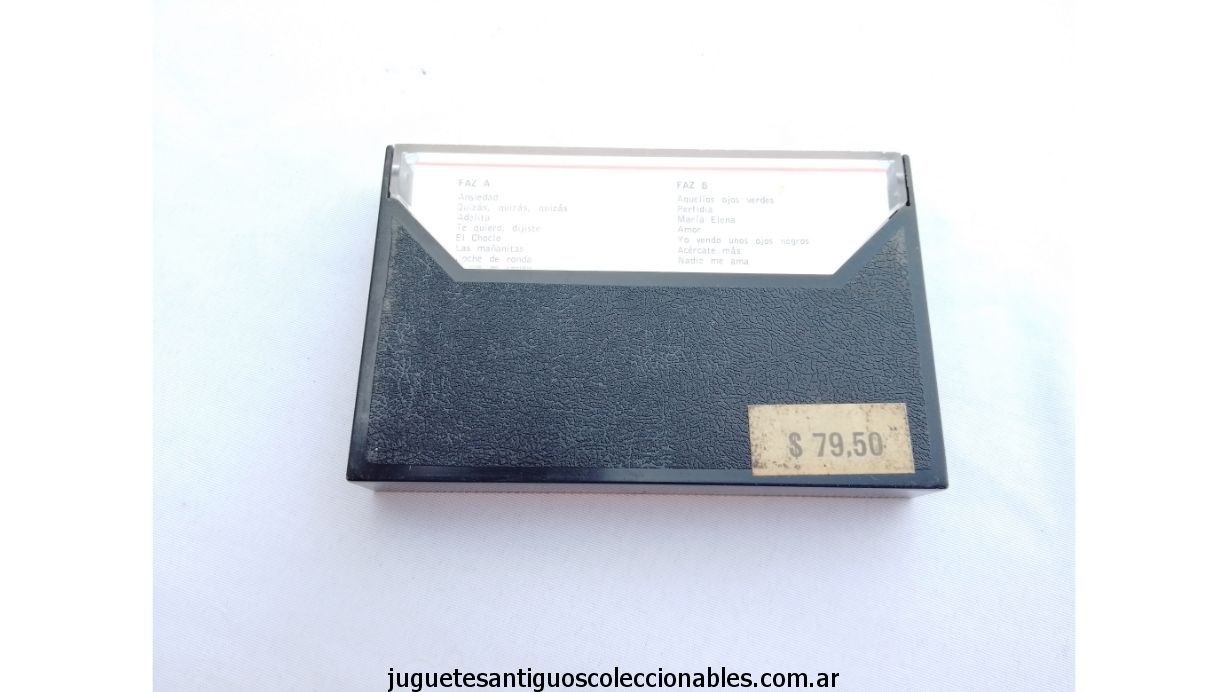 FAZ A
Ansiedad
Quizás, quizás, quizás
Adelita
Te quiero, dijiste
El Choclo
Las mañanitas
Noche de ronda
FAZ B
Aquellos ojos verdes
Perfidia
María Elena
Amor
Yo vendo unos ojos negros
Acércate más
Nadie me ama
$ 79,50
juguetesantiguoscoleccionables.com.ar